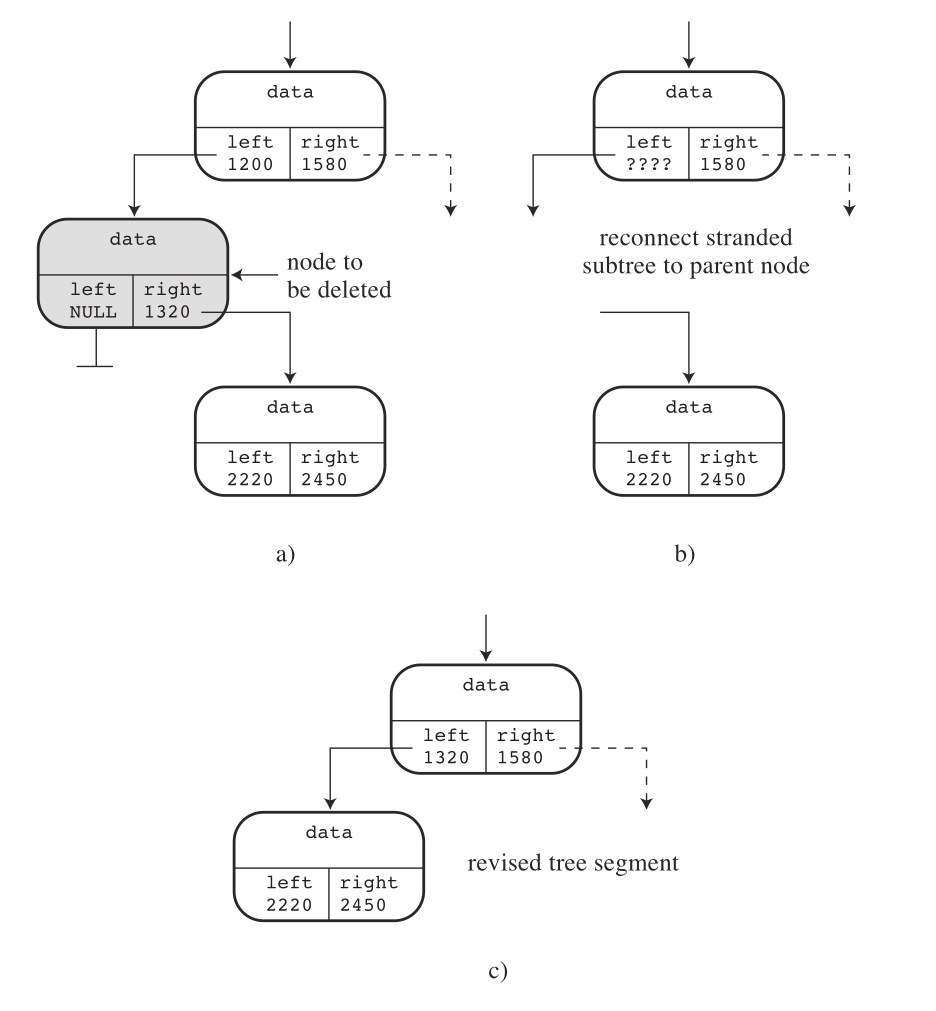 data
left right
1200 1580
data
left right
NULL 1320
node to
be deleted
data
left right
2220 2450
a)
data
left right
???? 1580
reconnect stranded
subtree to parent node
data
left right
2220 2450
b)
data
left right
1320 1580
data
left right
2220 2450
revised tree segment
c)